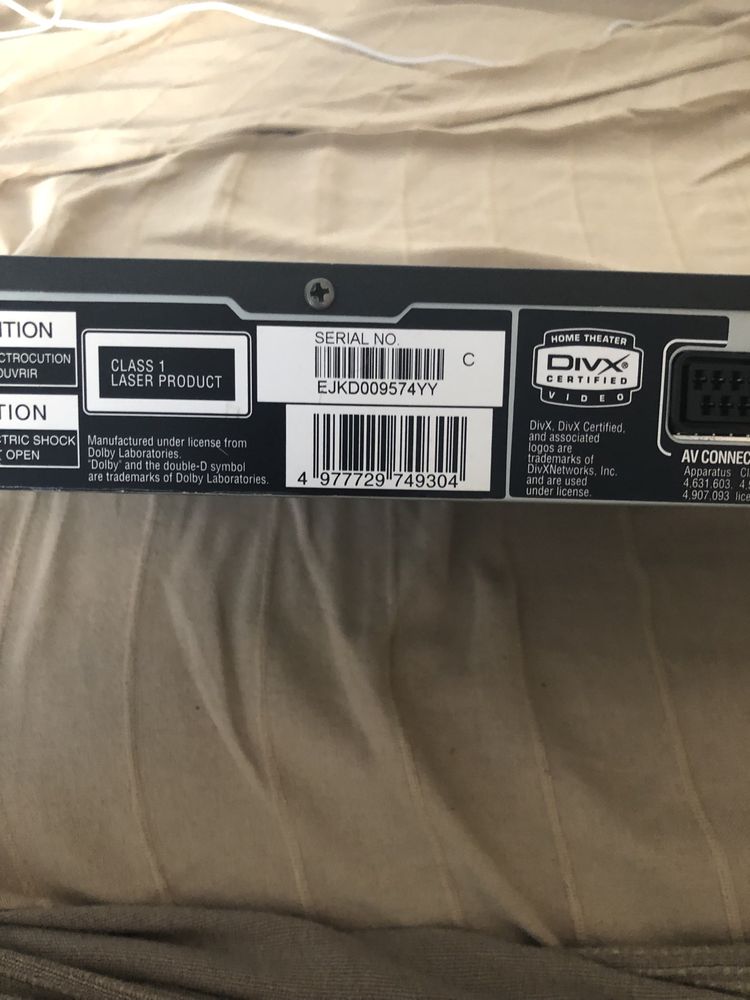 TION
CTROCUTION
OUVRIR
TION
CTRIC SHOCK
OPEN
CLASS 1
LASER PRODUCT
Manufactured under license from
Dolby Laboratories.
"Dolby" and the double-D symbol
are trademarks of Dolby Laboratories.
SERIAL NO.
C
EJKD009574YY
4 977729 749304
HOME THEATER
DIVX®
CERTIFIED
VIDEO
DivX, DivX Certified,
and associated
logos are
trademarks of
DivXNetworks, Inc.
and are used
under license.
AV CONNEC
Apparatus Cl
4,631,603, 4,
4,907,093 lice